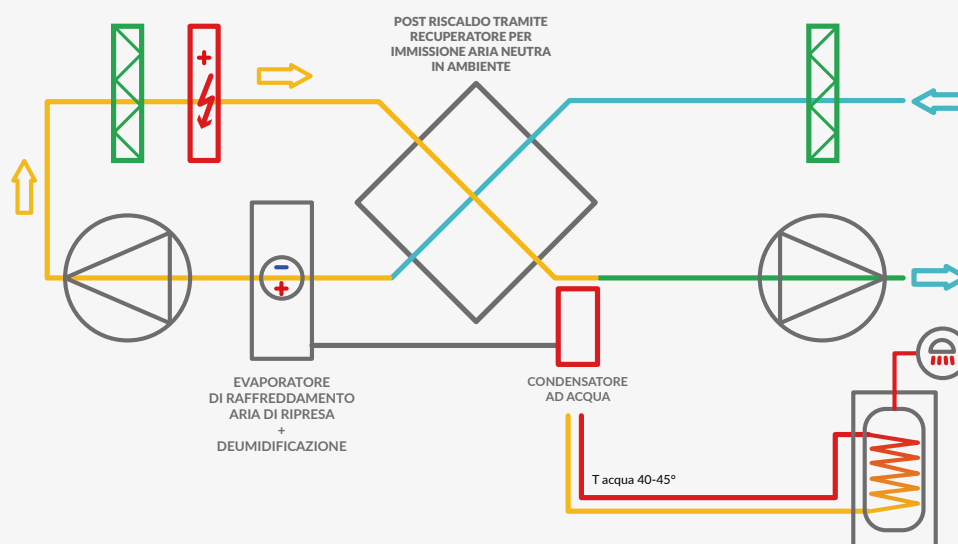 POST RISCALDO TRAMITE
RECUPERATORE PER
IMMISSIONE ARIA NEUTRA
IN AMBIENTE
EVAPORATORE
DI RAFFREDDAMENTO
ARIA DI RIPRESA
+
DEUMIDIFICAZIONE
CONDENSATORE
AD ACQUA
T acqua 40-45°